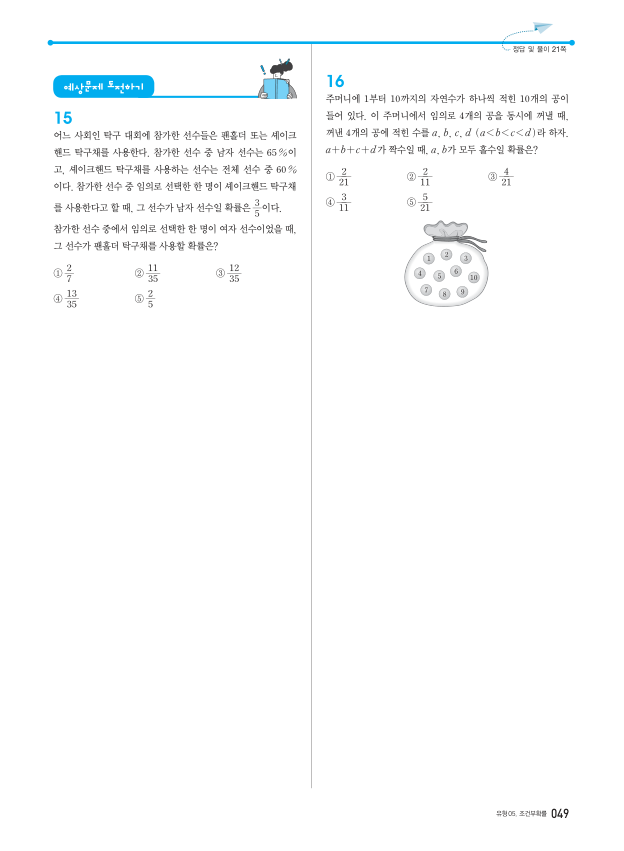 정답 및 풀이 21쪽
예상문제 도전하기
15
어느 사회인 탁구 대회에 참가한 선수들은 팬홀더 또는 셰이크
핸드 탁구채를 사용한다. 참가한 선수 중 남자 선수는 65%이
고, 셰이크핸드 탁구채를 사용하는 선수는 전체 선수 중 60%
이다. 참가한 선수 중 임의로 선택한 한 명이 셰이크핸드 탁구채
를 사용한다고 할 때, 그 선수가 남자 선수일 확률은 3/5이다.
참가한 선수 중에서 임의로 선택한 한 명이 여자 선수이었을 때,
그 선수가 팬홀더 탁구채를 사용할 확률은?
① 2/7 ② 11/35 ③ 12/35
④ 13/35 ⑤ 2/5
16
주머니에 1부터 10까지의 자연수가 하나씩 적힌 10개의 공이
들어 있다. 이 주머니에서 임의로 4개의 공을 동시에 꺼낼 때,
꺼낸 4개의 공에 적힌 수를 a, b, c, d (a<b<c<d)라 하자.
a+b+c+d가 짝수일 때, a, b가 모두 홀수일 확률은?
① 2/21 ② 2/11 ③ 4/21
④ 3/11 ⑤ 5/21
1 2 3
4 5 6 10
7 8 9
유형 05. 조건부확률 049